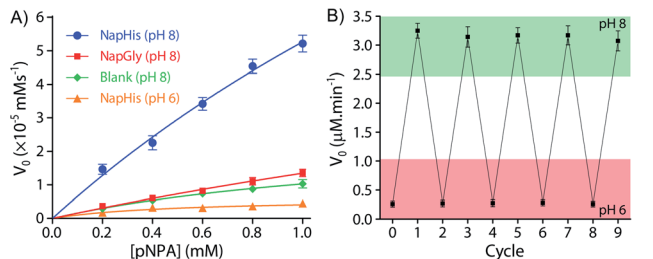 A)
V₀ (×10⁻⁵ mMs⁻¹)
6
5
4
3
2
1
0
NapHis (pH 8)
NapGly (pH 8)
Blank (pH 8)
NapHis (pH 6)
0.0 0.2 0.4 0.6 0.8 1.0
[pNPA] (mM)
B)
V₀ (μM.min⁻¹)
3.5
3.0
2.5
2.0
1.5
1.0
0.5
0.0
pH 8
pH 6
0 1 2 3 4 5 6 7 8 9
Cycle